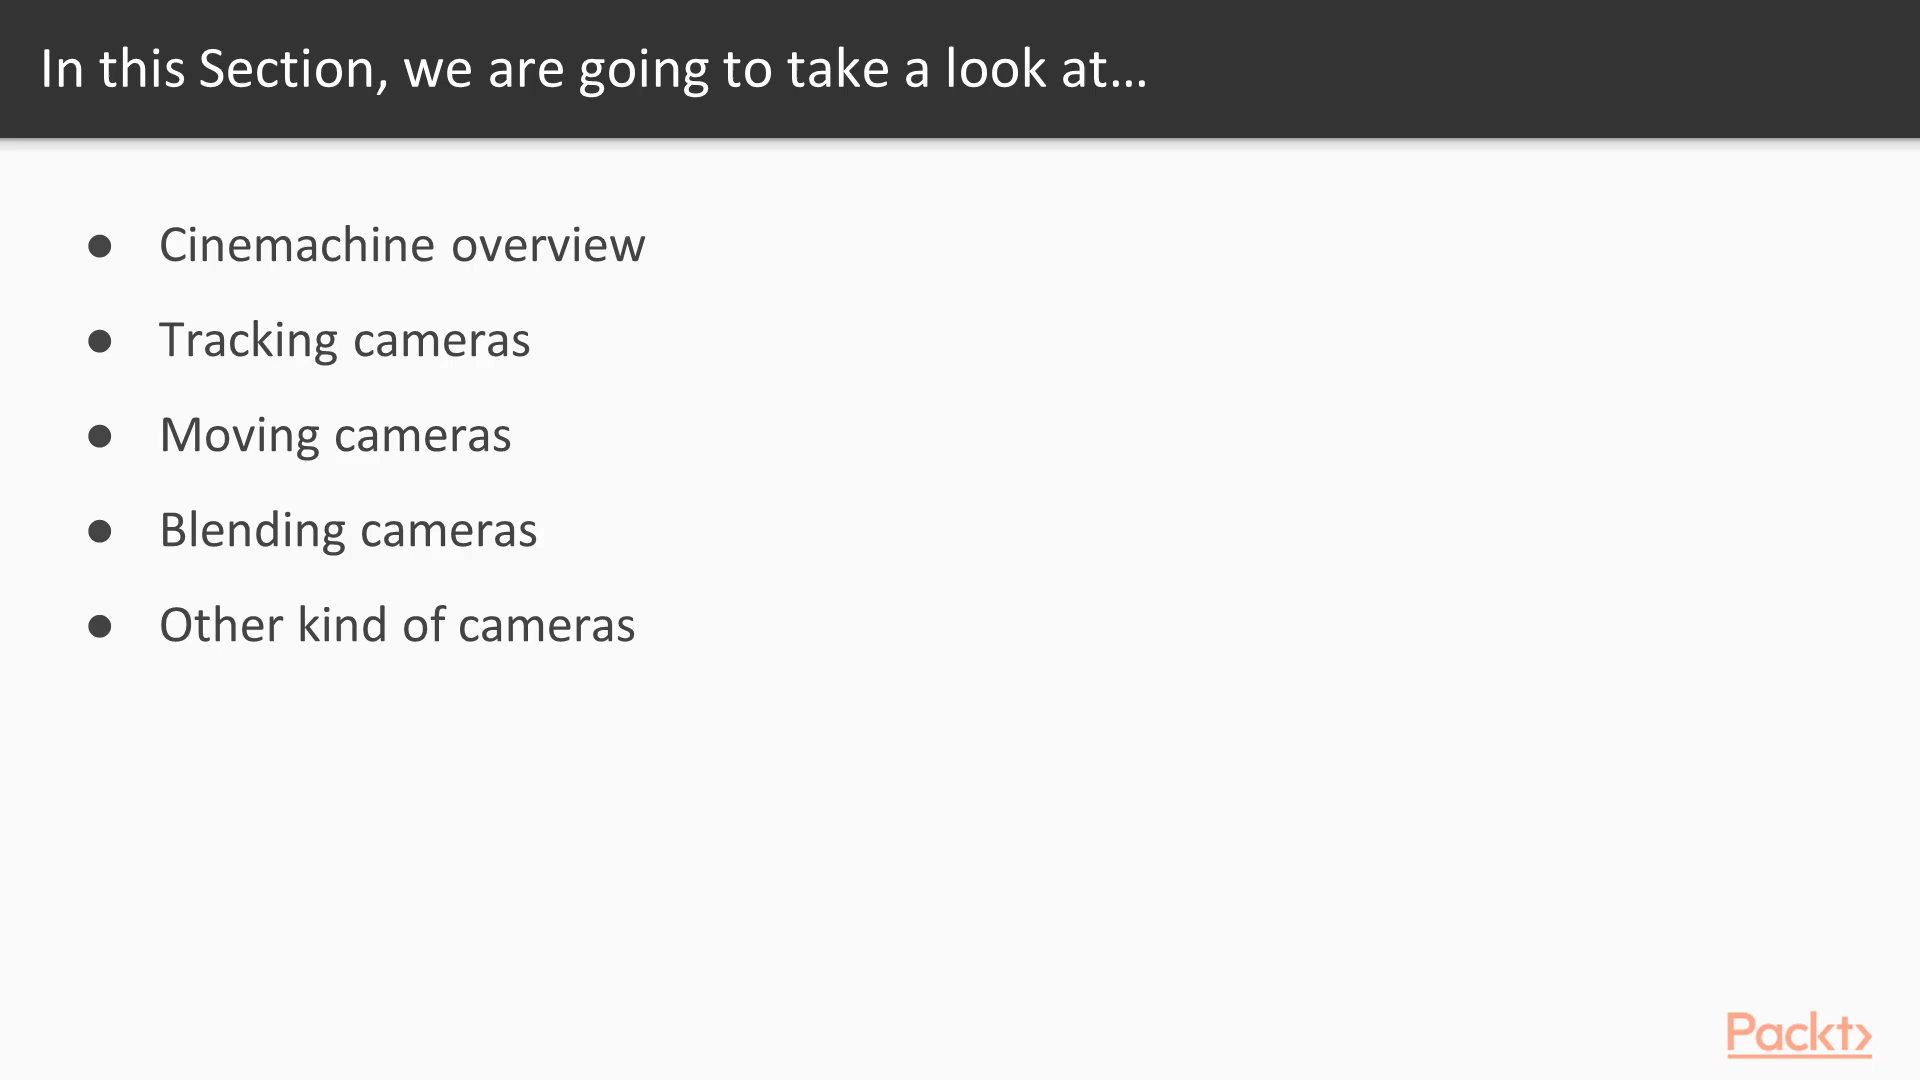 In this Section, we are going to take a look at...
● Cinemachine overview
● Tracking cameras
● Moving cameras
● Blending cameras
● Other kind of cameras
Packt>